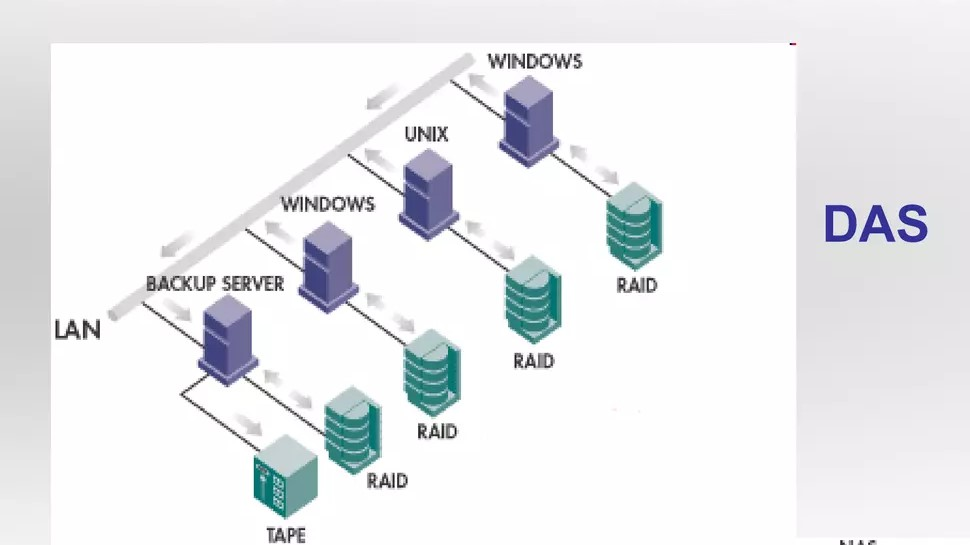 WINDOWS
UNIX
WINDOWS
DAS
BACKUP SERVER
RAID
LAN
RAID
RAID
RAID
TAPE